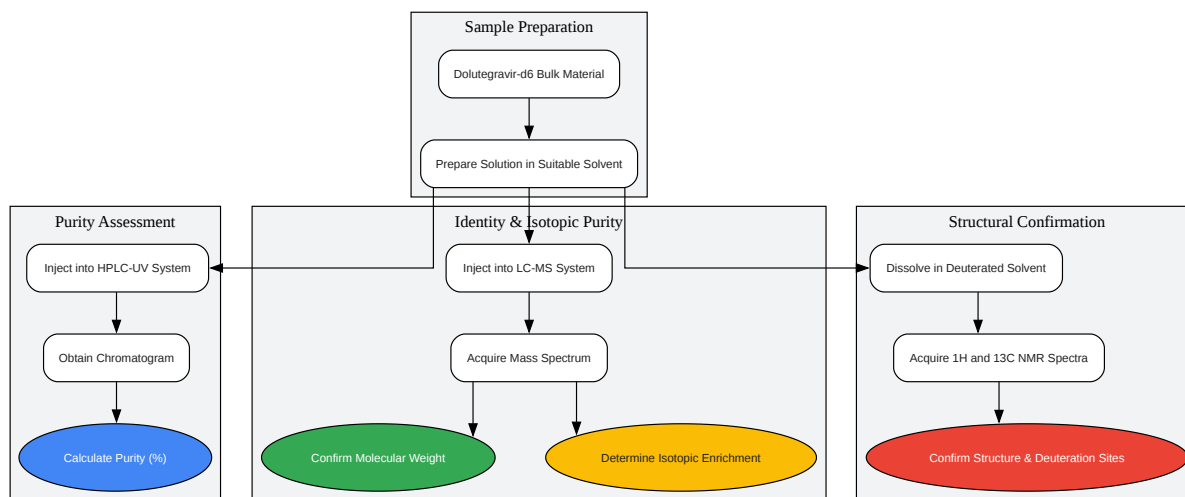 Sample Preparation
Dolutegravir-d6 Bulk Material
Prepare Solution in Suitable Solvent
Purity Assessment
Inject into HPLC-UV System
Obtain Chromatogram
Calculate Purity (%)
Identity & Isotopic Purity
Inject into LC-MS System
Acquire Mass Spectrum
Confirm Molecular Weight
Determine Isotopic Enrichment
Structural Confirmation
Dissolve in Deuterated Solvent
Acquire 1H and 13C NMR Spectra
Confirm Structure & Deuteration Sites